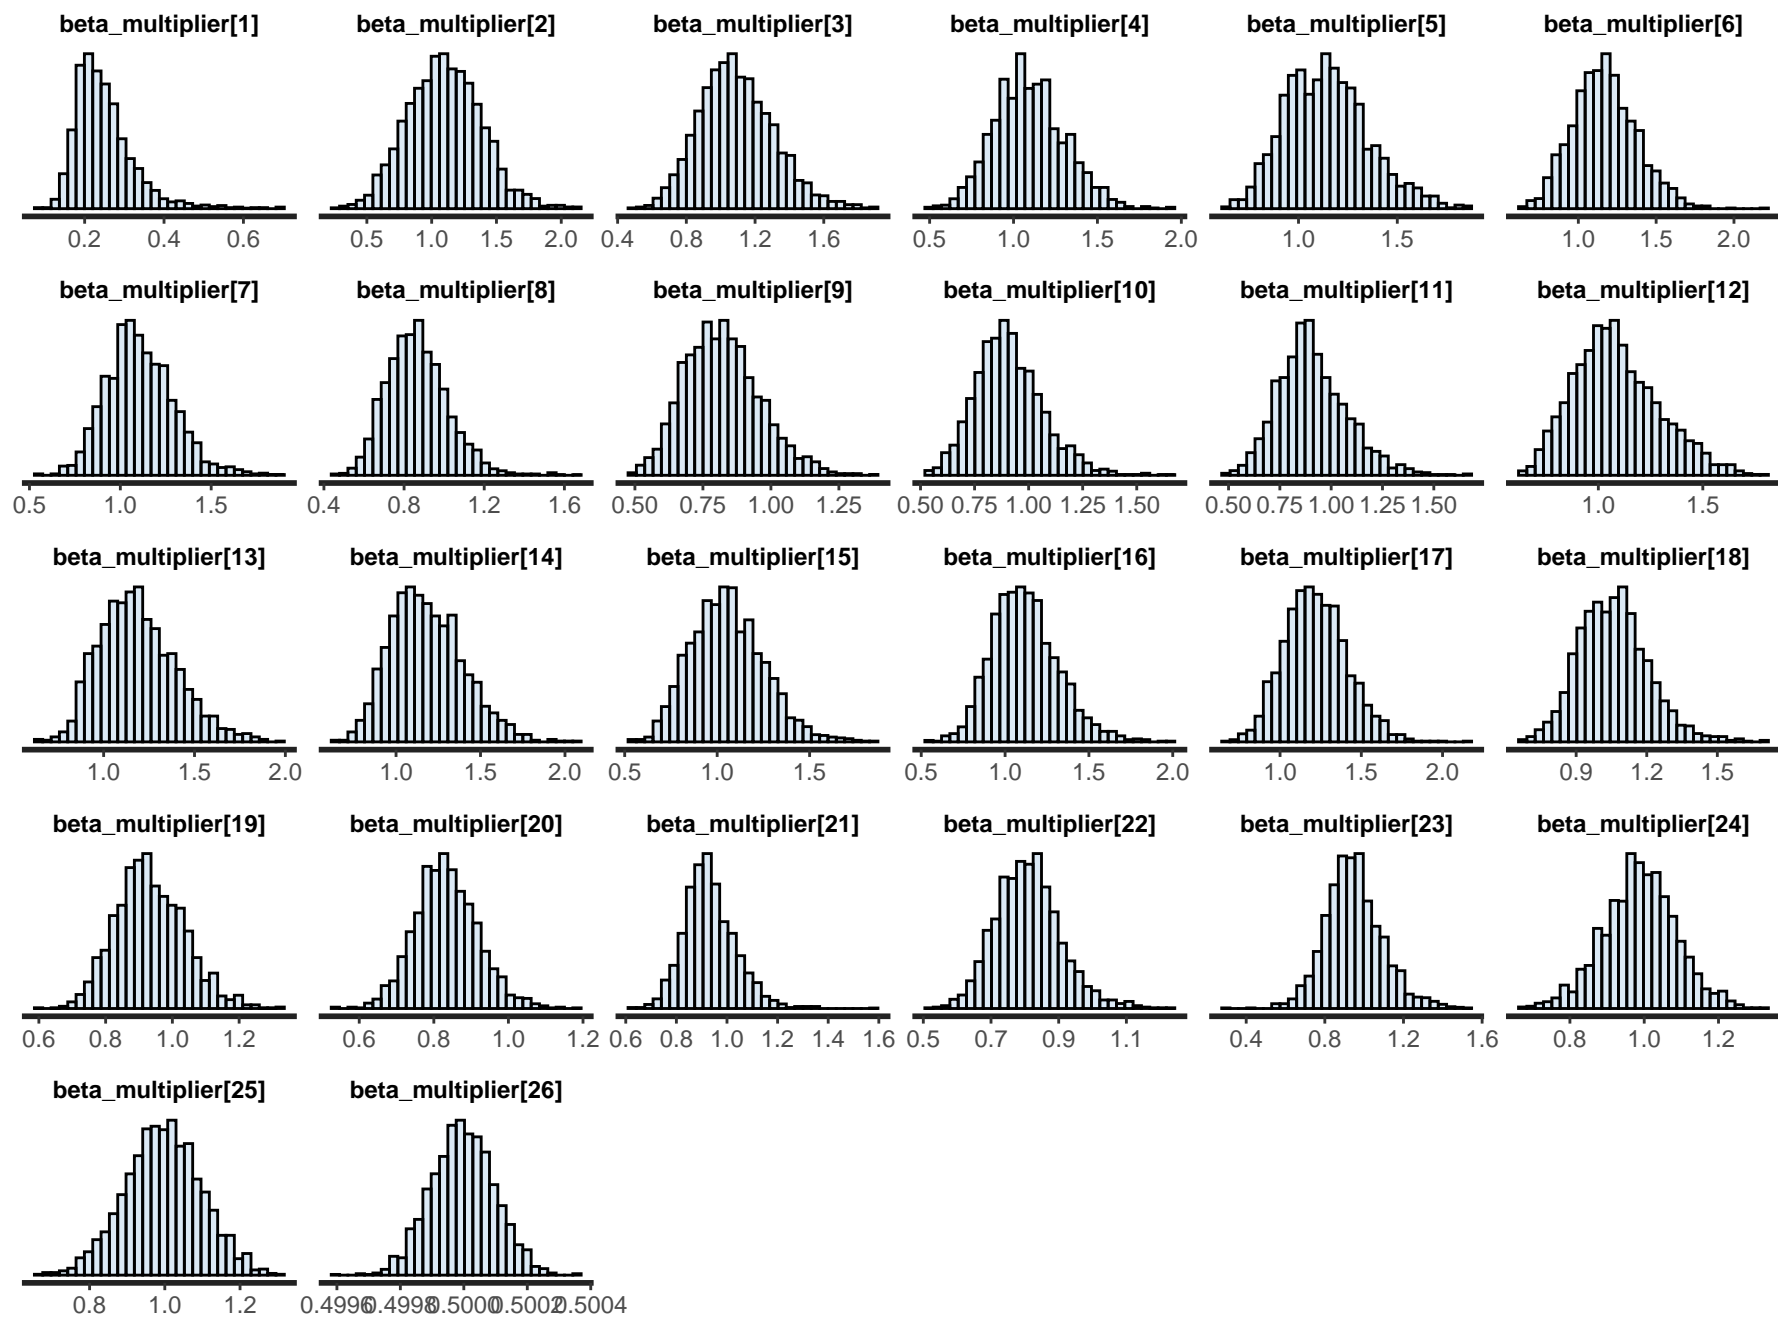 beta_multiplier[1] beta_multiplier[2] beta_multiplier[3] beta_multiplier[4] beta_multiplier[5] beta_multiplier[6]
0.2 0.4 0.6 0.5 1.0 1.5 2.0 0.4 0.8 1.2 1.6 0.5 1.0 1.5 2.0 1.0 1.5 1.0 1.5 2.0
beta_multiplier[7] beta_multiplier[8] beta_multiplier[9] beta_multiplier[10] beta_multiplier[11] beta_multiplier[12]
0.5 1.0 1.5 0.4 0.8 1.2 1.6 0.50 0.75 1.00 1.25 0.50 0.75 1.00 1.25 1.50 0.50 0.75 1.00 1.25 1.50 1.0 1.5
beta_multiplier[13] beta_multiplier[14] beta_multiplier[15] beta_multiplier[16] beta_multiplier[17] beta_multiplier[18]
1.0 1.5 2.0 1.0 1.5 2.0 0.5 1.0 1.5 0.5 1.0 1.5 2.0 1.0 1.5 2.0 0.9 1.2 1.5
beta_multiplier[19] beta_multiplier[20] beta_multiplier[21] beta_multiplier[22] beta_multiplier[23] beta_multiplier[24]
0.6 0.8 1.0 1.2 0.6 0.8 1.0 1.2 0.6 0.8 1.0 1.2 1.4 1.6 0.5 0.7 0.9 1.1 0.4 0.8 1.2 1.6 0.8 1.0 1.2
beta_multiplier[25] beta_multiplier[26]
0.8 1.0 1.2 0.4996 0.4998 0.5000 0.5002 0.5004